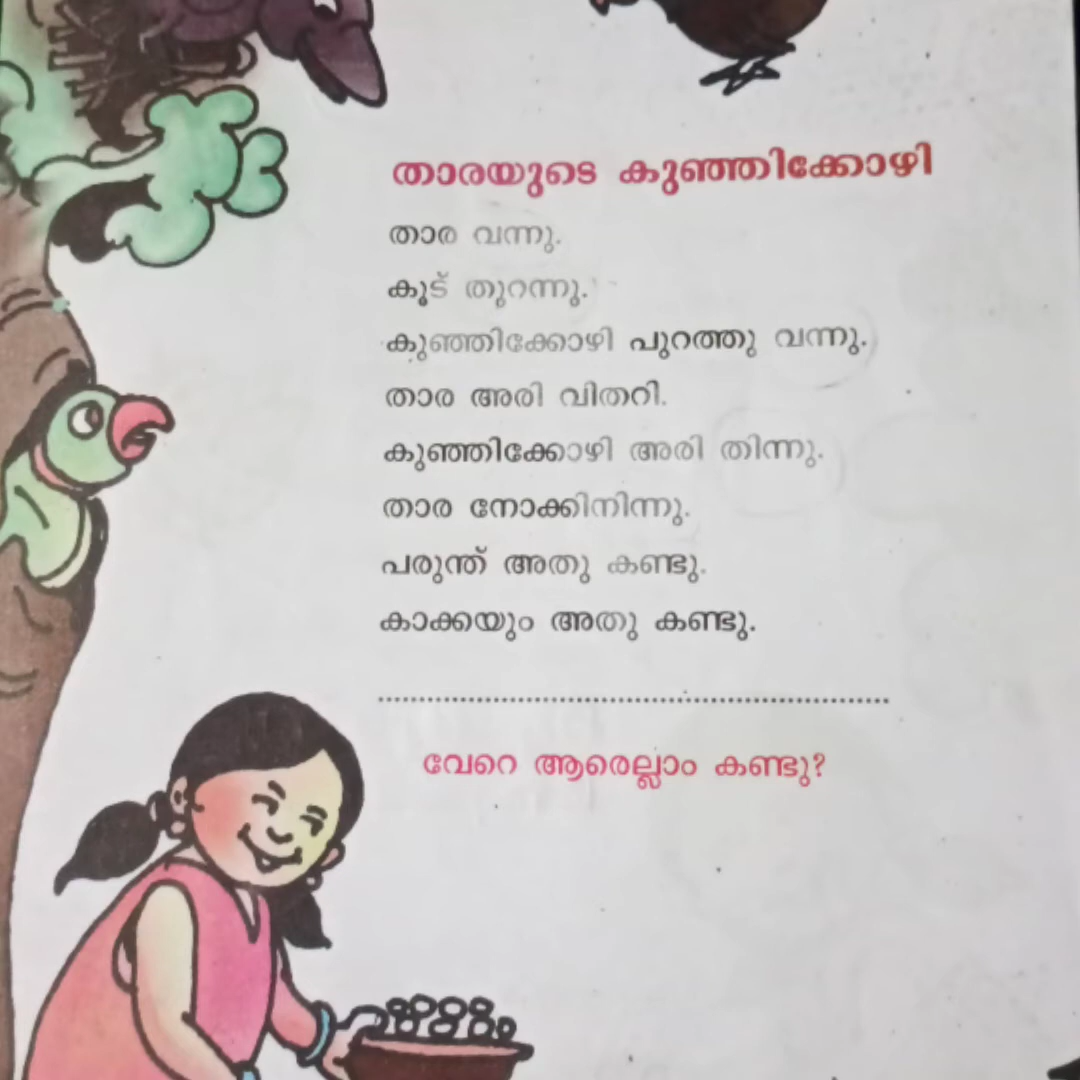 താരയുടെ കുഞ്ഞിക്കോഴി
താര വന്നു.
കൂട് തുറന്നു.
കുഞ്ഞിക്കോഴി പുറത്തു വന്നു.
താര അരി വിതറി.
കുഞ്ഞിക്കോഴി അരി തിന്നു.
താര നോക്കിനിന്നു.
പരുന്ത് അതു കണ്ടു.
കാക്കയും അതു കണ്ടു.
വേറെ ആരെല്ലാം കണ്ടു?